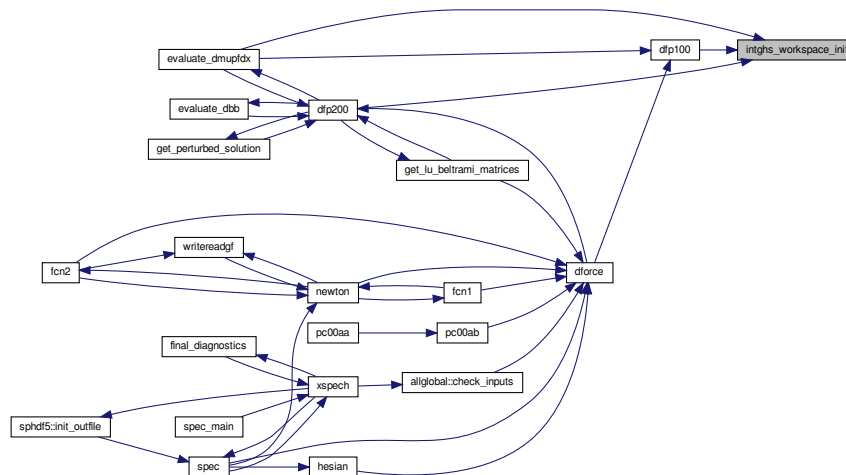 dfp100
intghs_workspace_init
evaluate_dmupfdx
evaluate_dbb
dfp200
get_perturbed_solution
get_lu_beltrami_matrices
writereadgf
fcn2
dforce
newton
fcn1
pc00aa
pc00ab
final_diagnostics
xspech
allglobal::check_inputs
sphdf5::init_outfile
spec_main
spec
hesian